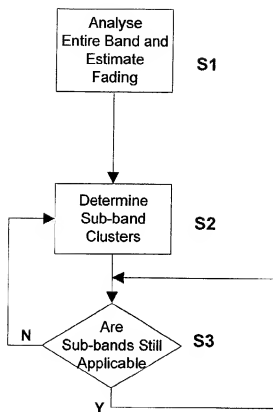 Analyse
Entire Band and
Estimate
Fading
S1
Determine
Sub-band
Clusters
S2
Are
Sub-bands Still
Applicable
S3
N
Y